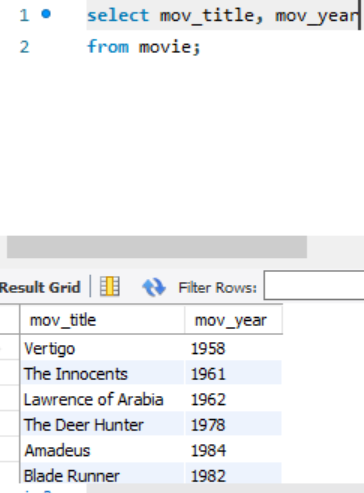 1 select mov_title, mov_year
2 from movie;
Result Grid Filter Rows:
mov_title mov_year
Vertigo 1958
The Innocents 1961
Lawrence of Arabia 1962
The Deer Hunter 1978
Amadeus 1984
Blade Runner 1982